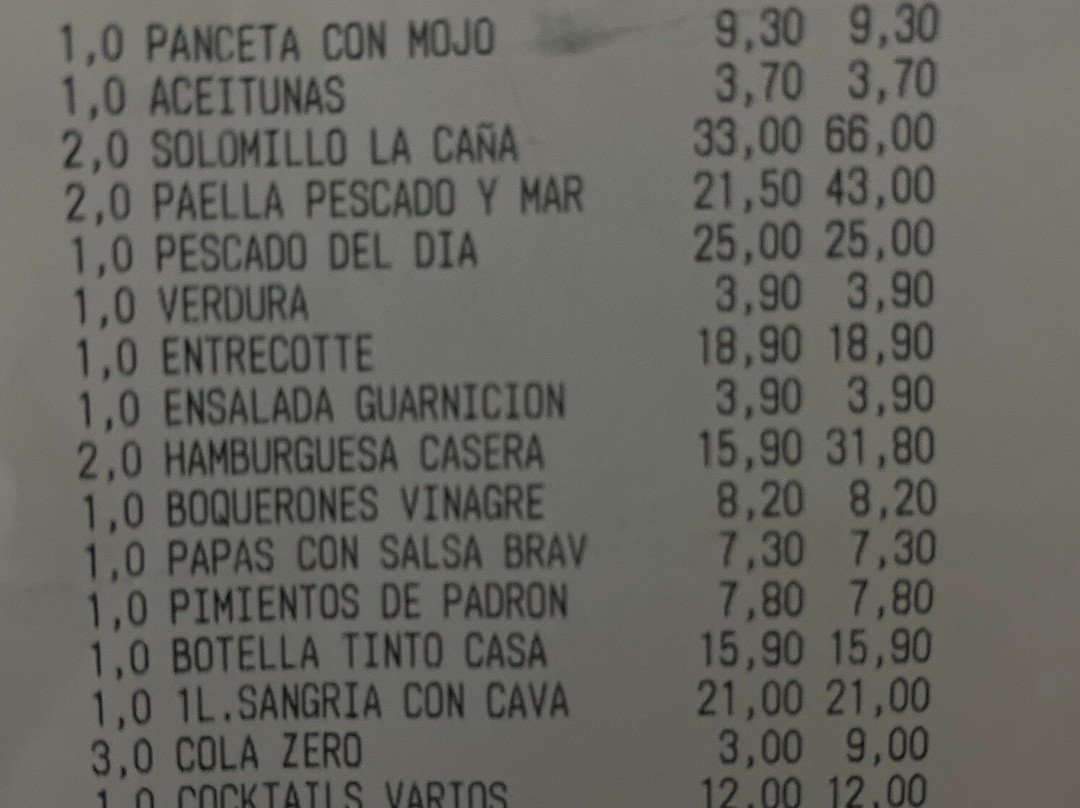 1,0 PANCETA CON MOJO 9,30 9,30
1,0 ACEITUNAS 3,70 3,70
2,0 SOLOMILLO LA CAÑA 33,00 66,00
2,0 PAELLA PESCADO Y MAR 21,50 43,00
1,0 PESCADO DEL DIA 25,00 25,00
1,0 VERDURA 3,90 3,90
1,0 ENTRECOTTE 18,90 18,90
1,0 ENSALADA GUARNICION 3,90 3,90
2,0 HAMBURGUESA CASERA 15,90 31,80
1,0 BOQUERONES VINAGRE 8,20 8,20
1,0 PAPAS CON SALSA BRAV 7,30 7,30
1,0 PIMIENTOS DE PADRON 7,80 7,80
1,0 BOTELLA TINTO CASA 15,90 15,90
1,0 1L.SANGRIA CON CAVA 21,00 21,00
3,0 COLA ZERO 3,00 9,00
1,0 COCKTAILS VARIOS 12,00 12,00